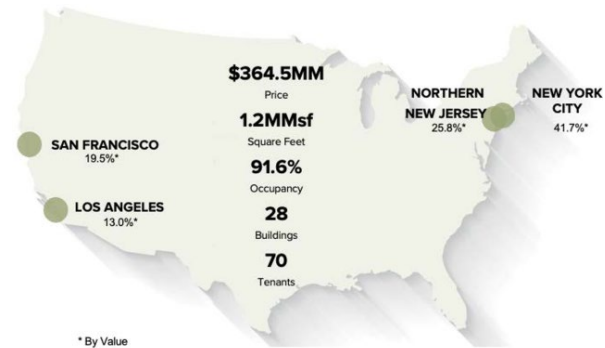 $364.5MM
Price
1.2MMsf
Square Feet
91.6%
Occupancy
28
Buildings
70
Tenants
SAN FRANCISCO
19.5%*
LOS ANGELES
13.0%*
NORTHERN
NEW JERSEY
25.8%*
NEW YORK
CITY
41.7%*
* By Value